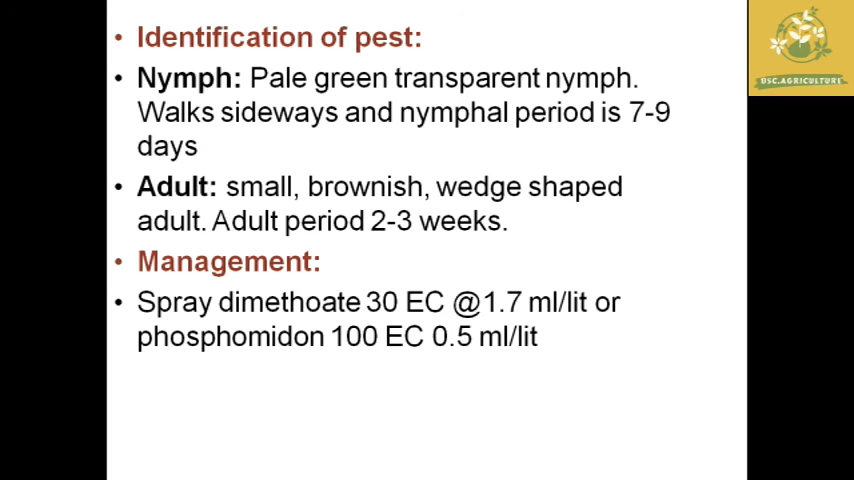 • Identification of pest:
• Nymph: Pale green transparent nymph.
Walks sideways and nymphal period is 7-9
days
• Adult: small, brownish, wedge shaped
adult. Adult period 2-3 weeks.
• Management:
• Spray dimethoate 30 EC @1.7 ml/lit or
phosphomidon 100 EC 0.5 ml/lit
BSC.AGRICULTURE